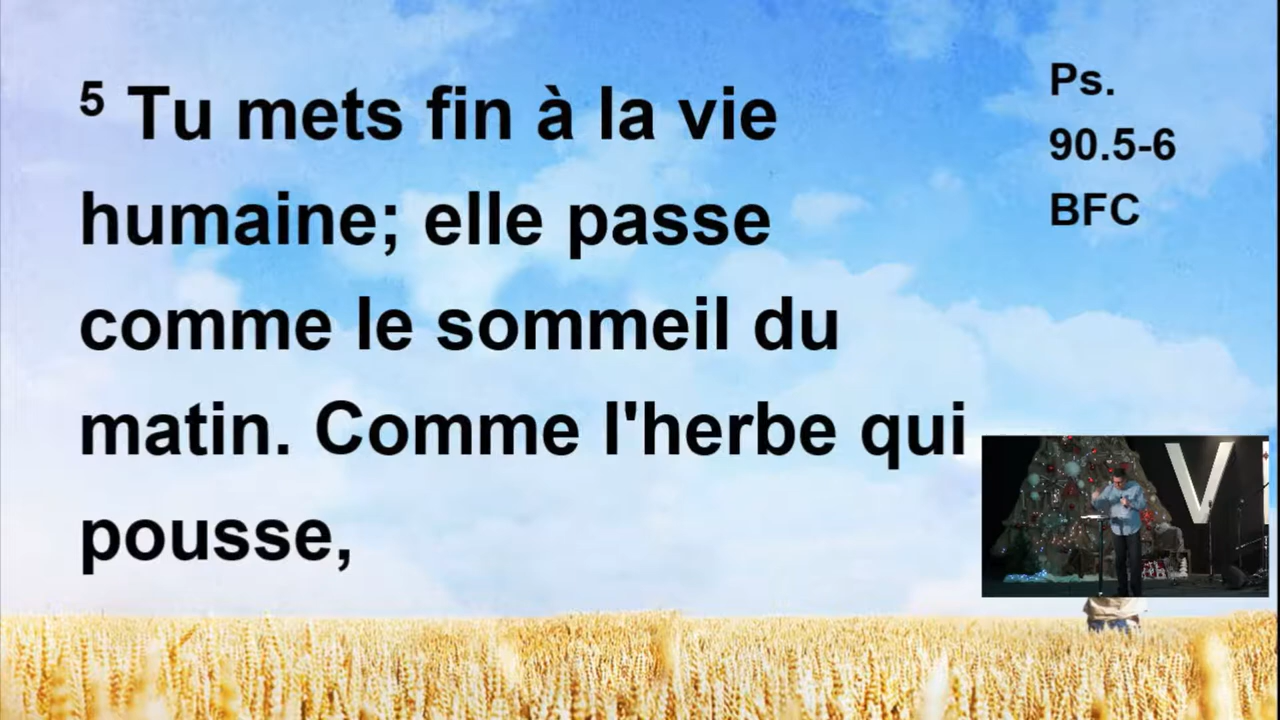 ⁵ Tu mets fin à la vie
humaine; elle passe
comme le sommeil du
matin. Comme l'herbe qui
pousse,
Ps.
90.5-6
BFC
V